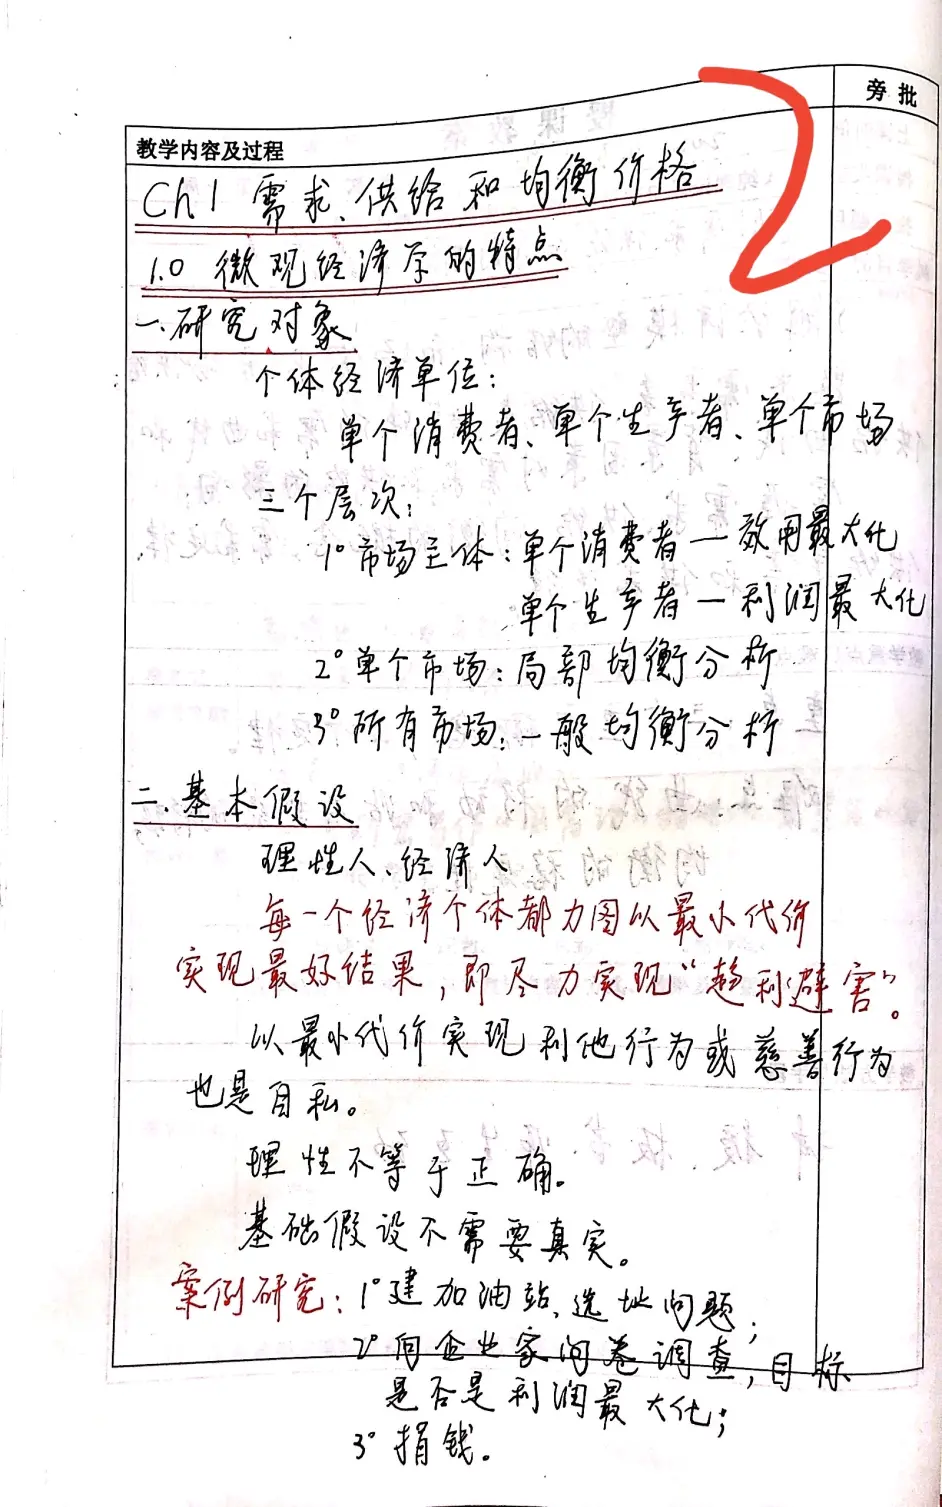 2
旁批
教学内容及过程
Ch1 需求、供给和均衡价格
1.0 微观经济学的特点
一.研究对象
个体经济单位：
单个消费者、单个生产者、单个市场
三个层次：
1°市场主体：单个消费者—效用最大化
单个生产者—利润最大化
2°单个市场：局部均衡分析
3°所有市场：一般均衡分析
二.基本假设
理性人、经济人
每一个经济个体都力图以最小代价
实现最好结果，即尽力实现“趋利避害”。
以最小代价实现利他行为或慈善行为
也是自私。
理性不等于正确。
基础假设不需要真实。
案例研究：1°建加油站、选址问题；
2°向企业家问卷调查，目标
是否是利润最大化；
3°捐钱。